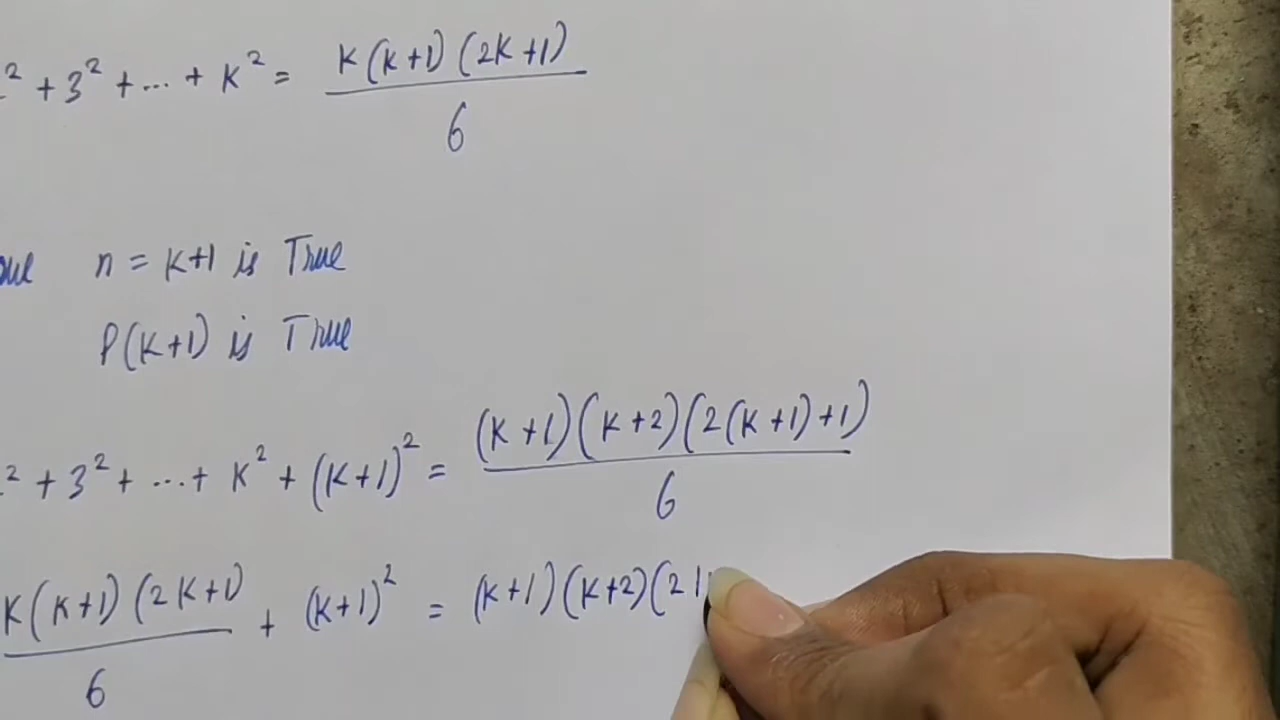 ² + 3² + ... + k² = k(k+1)(2k+1) / 6
n = k+1 is True
P(k+1) is True
² + 3² + ... + k² + (k+1)² = (k+1)(k+2)(2(k+1)+1) / 6
k(k+1)(2k+1) / 6 + (k+1)² = (k+1)(k+2)(2